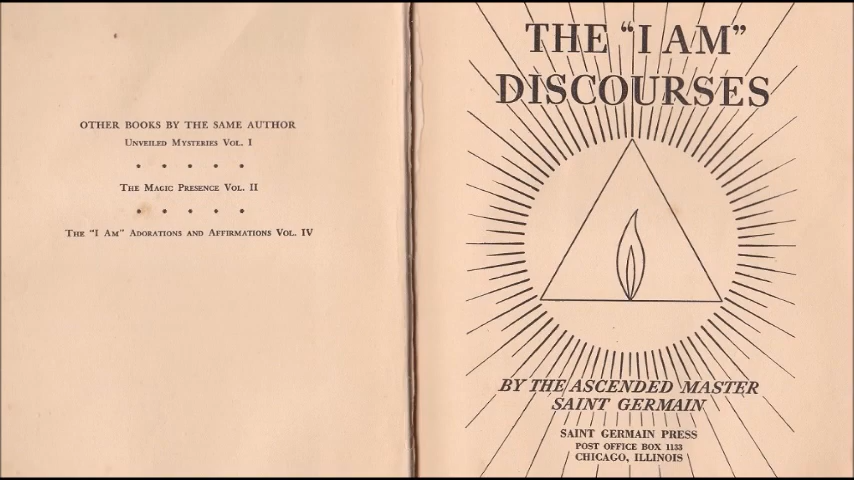 OTHER BOOKS BY THE SAME AUTHOR
UNVEILED MYSTERIES VOL. I
THE MAGIC PRESENCE VOL. II
THE "I AM" ADORATIONS AND AFFIRMATIONS VOL. IV
THE "I AM"
DISCOURSES
BY THE ASCENDED MASTER
SAINT GERMAIN
SAINT GERMAIN PRESS
POST OFFICE BOX 1153
CHICAGO, ILLINOIS